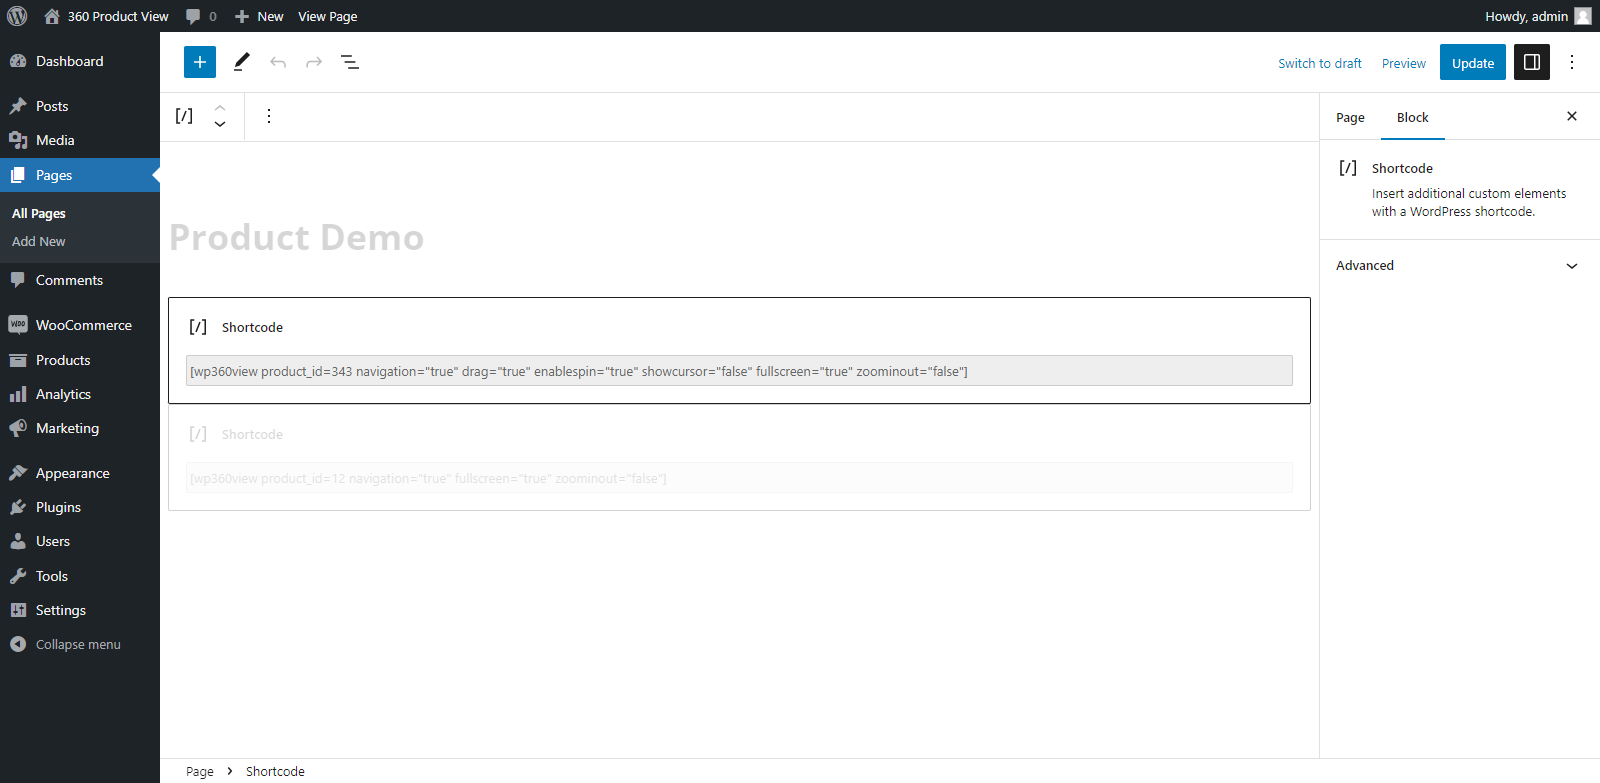 360 Product View
0
New
View Page
Howdy, admin
Dashboard
Posts
Media
Pages
All Pages
Add New
Comments
WooCommerce
Products
Analytics
Marketing
Appearance
Plugins
Users
Tools
Settings
Collapse menu
Switch to draft
Preview
Update
[/]
Product Demo
[/] Shortcode
[wp360view product_id=343 navigation="true" drag="true" enablespin="true" showcursor="false" fullscreen="true" zoominout="false"]
[/] Shortcode
[wp360view product_id=12 navigation="true" fullscreen="true" zoominout="false"]
Page
Block
[/] Shortcode
Insert additional custom elements
with a WordPress shortcode.
Advanced
Page
Shortcode